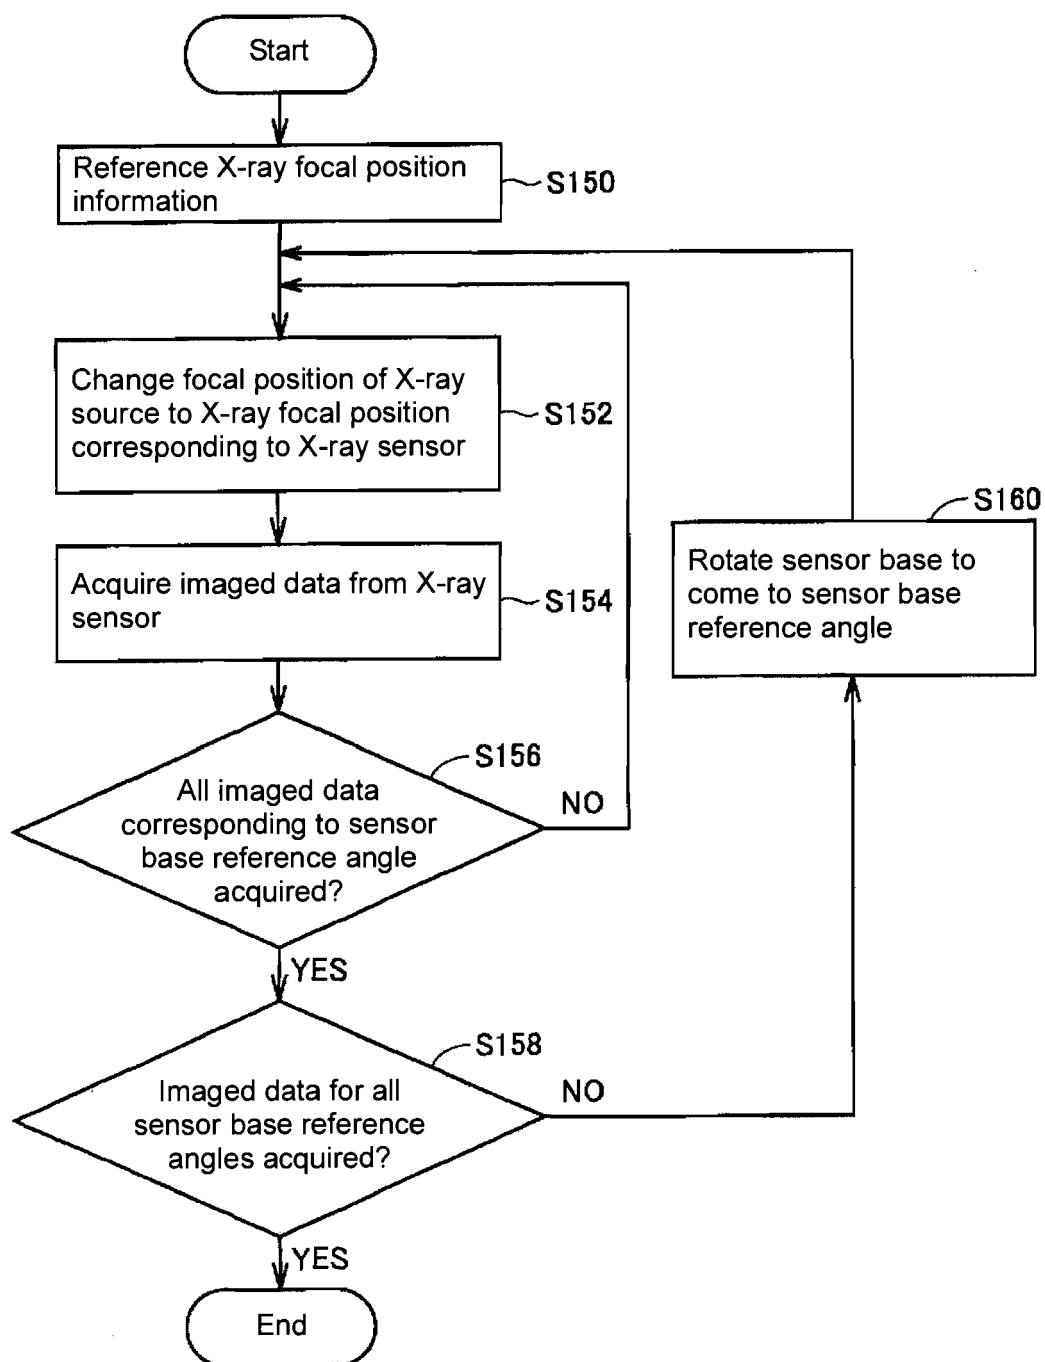 Start
Reference X-ray focal position
information
S150
Change focal position of X-ray
source to X-ray focal position
corresponding to X-ray sensor
S152
Acquire imaged data from X-ray
sensor
S154
S156
All imaged data
corresponding to sensor
base reference angle
acquired?
NO
YES
S158
Imaged data for all
sensor base reference
angles acquired?
NO
YES
S160
Rotate sensor base to
come to sensor base
reference angle
End